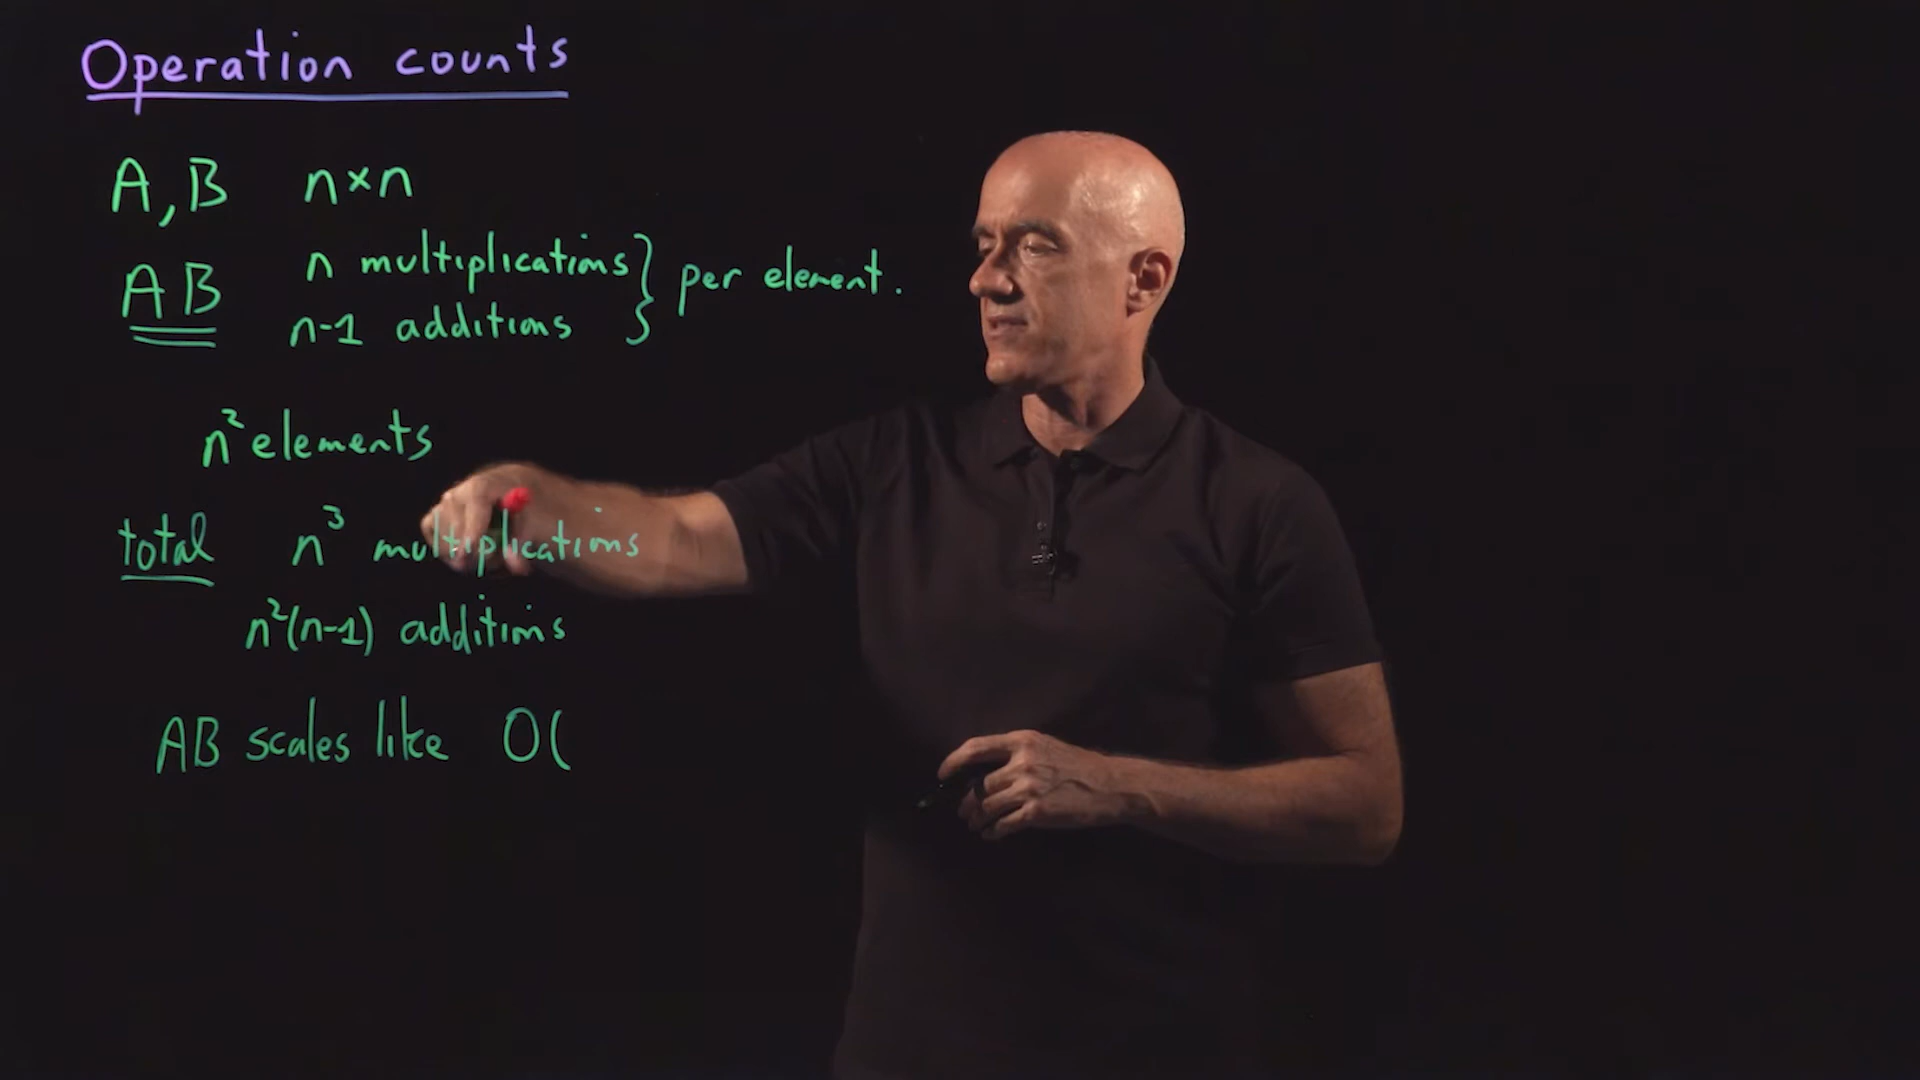 Operation counts
A, B n×n
AB n multiplications } per element.
n-1 additions
n² elements
total n³ multiplications
n²(n-1) additions
AB scales like O(